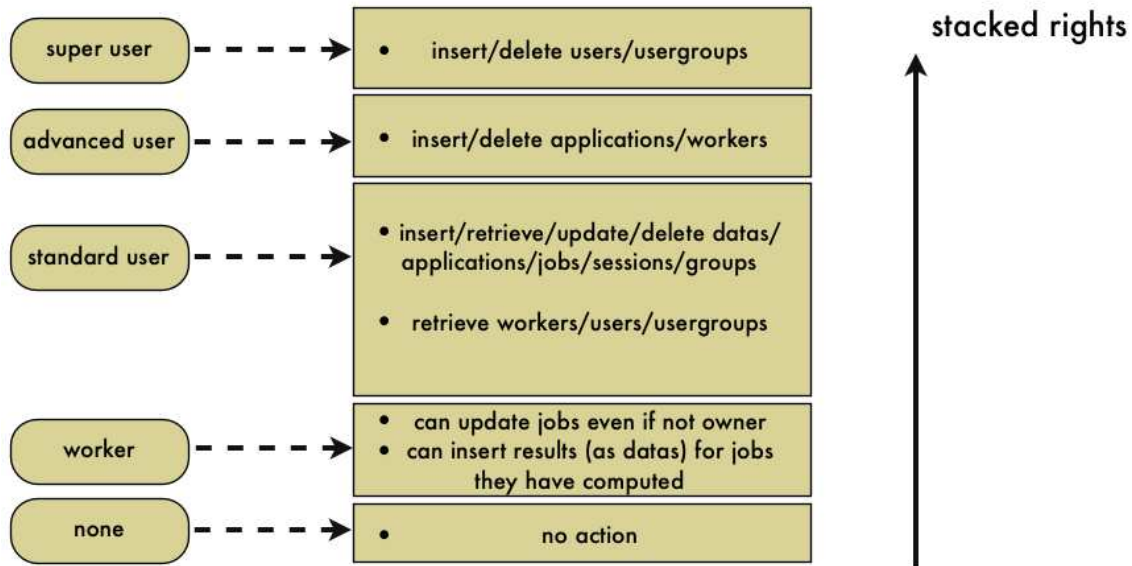 stacked rights
super user
• insert/delete users/usergroups
advanced user
• insert/delete applications/workers
standard user
• insert/retrieve/update/delete datas/
applications/jobs/sessions/groups
• retrieve workers/users/usergroups
worker
• can update jobs even if not owner
• can insert results (as datas) for jobs
they have computed
none
• no action